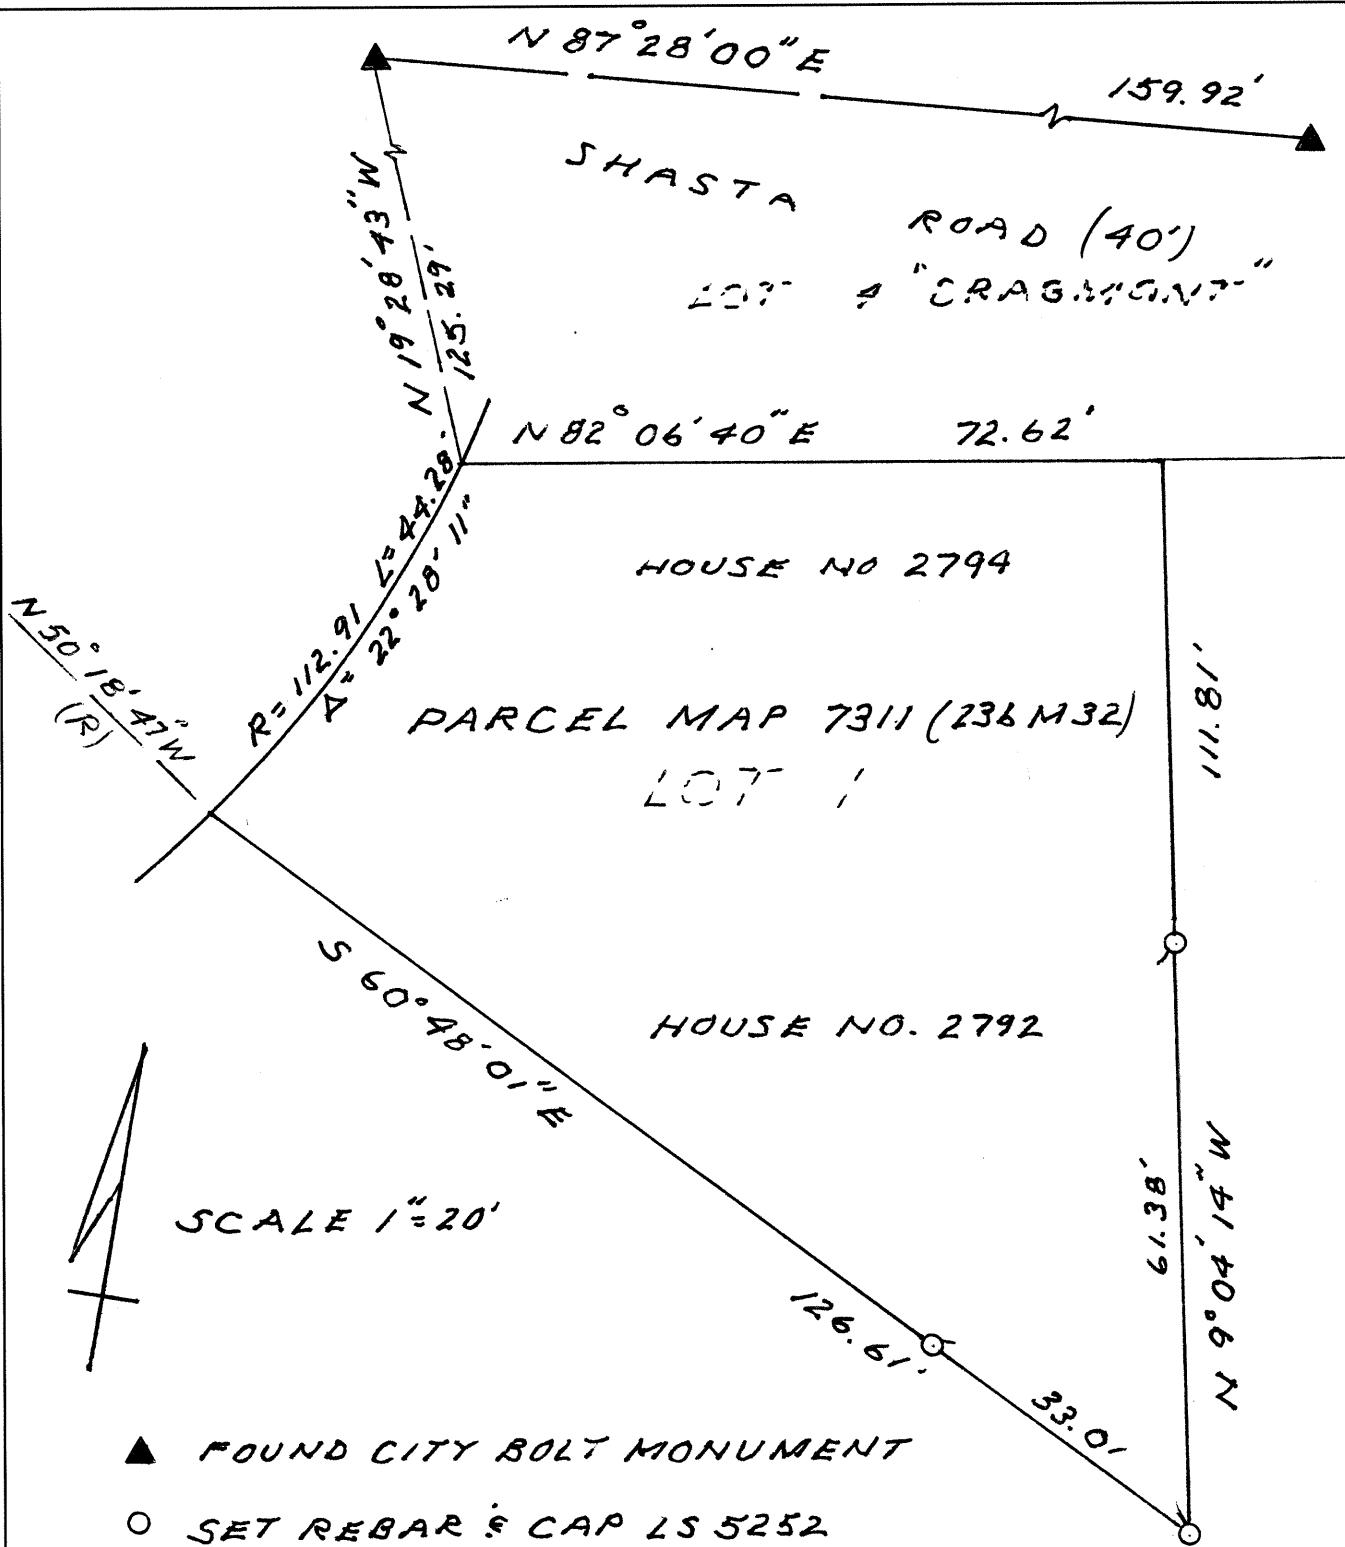 N 87°28'00" E
159.92'
SHASTA ROAD (40')
LOT 4 "CRAGMONT"
N 19°28'43" W
125.29'
N 82°06'40" E 72.62'
R= 112.91 L= 44.28'
Δ= 22° 28' 11"
HOUSE NO 2794
N 50°18'47" W
(R)
PARCEL MAP 7311 (236 M 32)
LOT 1
111.81'
S 60°48'01" E
HOUSE NO. 2792
61.38'
N 9°04'14" W
SCALE 1"=20'
126.61'
33.01
▲ FOUND CITY BOLT MONUMENT
○ SET REBAR & CAP LS 5252